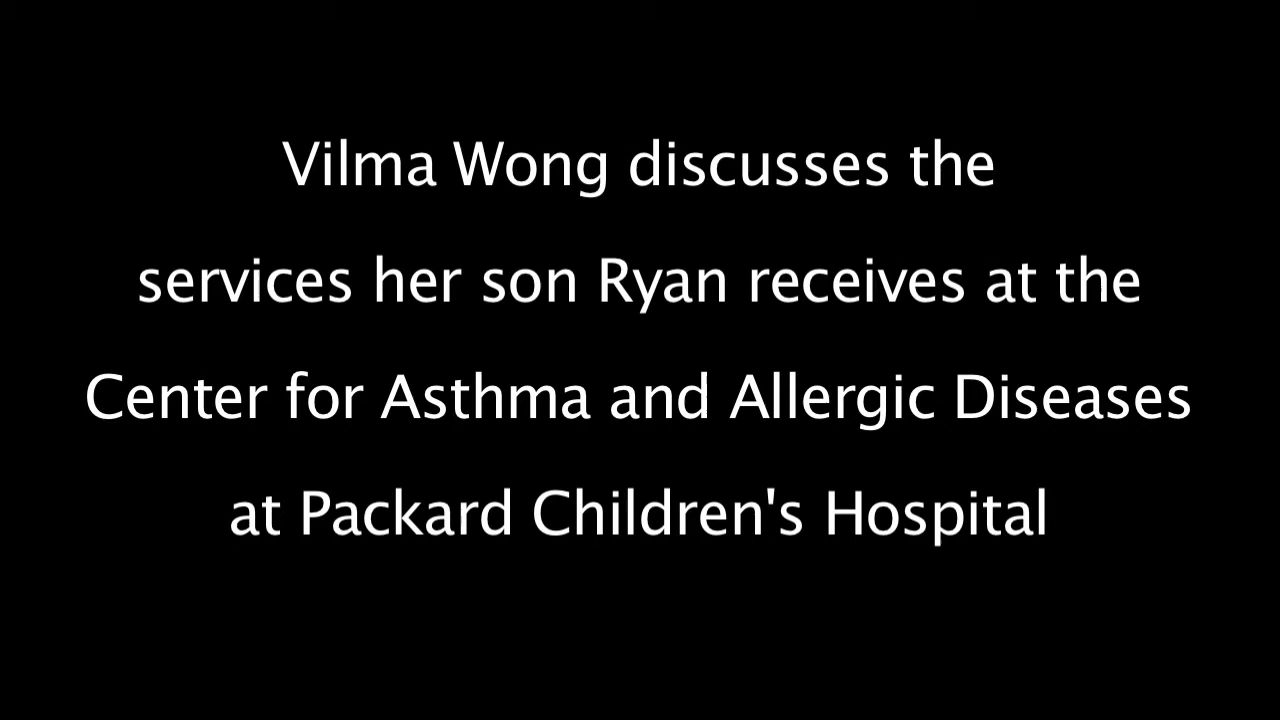 Vilma Wong discusses the
services her son Ryan receives at the
Center for Asthma and Allergic Diseases
at Packard Children's Hospital